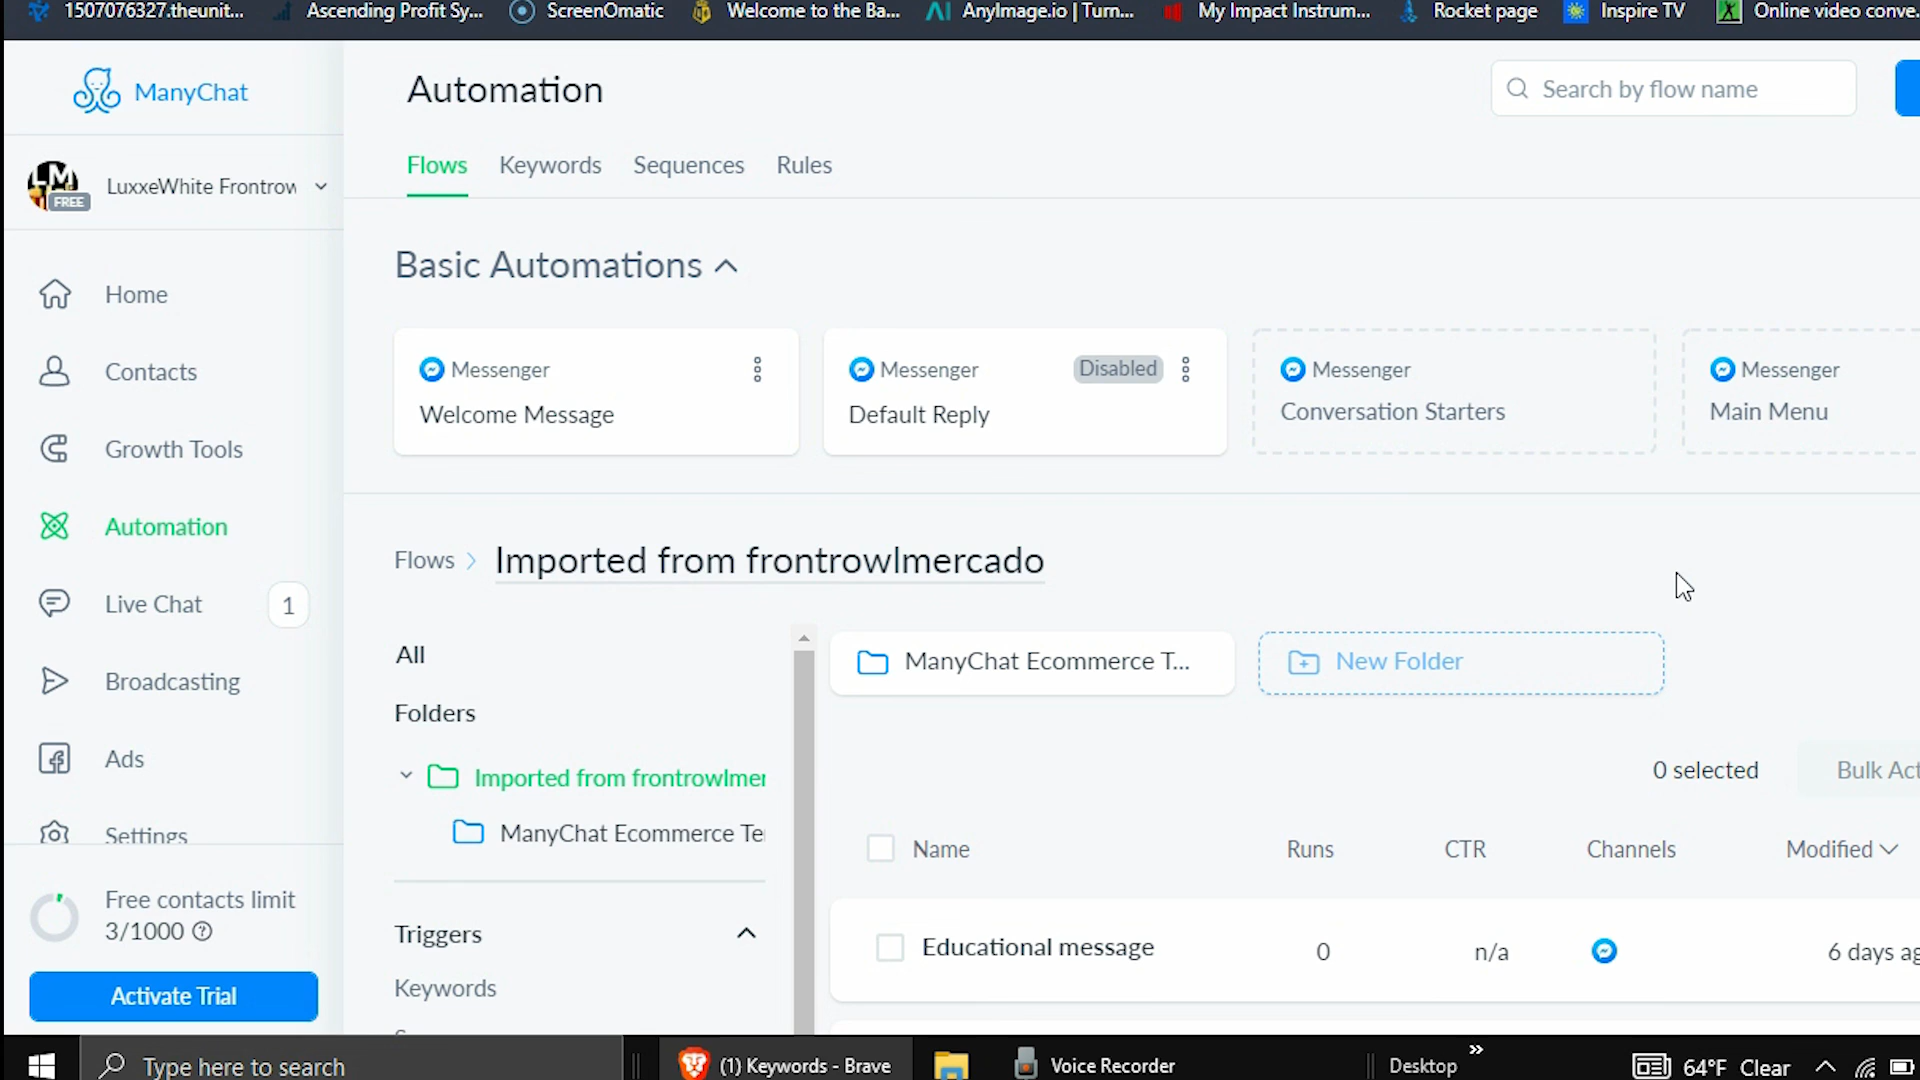 1507076327.theunit...
Ascending Profit Sy...
ScreenOmatic
Welcome to the Ba...
AnyImage.io | Turn...
My Impact Instrum...
Rocket page
Inspire TV
Online video conve...
ManyChat
Automation
Search by flow name
Flows
Keywords
Sequences
Rules
LM
FREE
LuxxeWhite Frontrow
Basic Automations
Home
Contacts
Growth Tools
Automation
Live Chat
1
Broadcasting
Ads
Settings
Messenger
Welcome Message
Messenger
Disabled
Default Reply
Messenger
Conversation Starters
Messenger
Main Menu
Flows > Imported from frontrowlmercado
All
Folders
Imported from frontrowlmer
ManyChat Ecommerce Te
Triggers
Keywords
ManyChat Ecommerce T...
New Folder
0 selected
Bulk Act
Name
Runs
CTR
Channels
Modified
Educational message
0
n/a
6 days ag
Free contacts limit
3/1000
Activate Trial
Type here to search
(1) Keywords - Brave
Voice Recorder
Desktop
64°F Clear